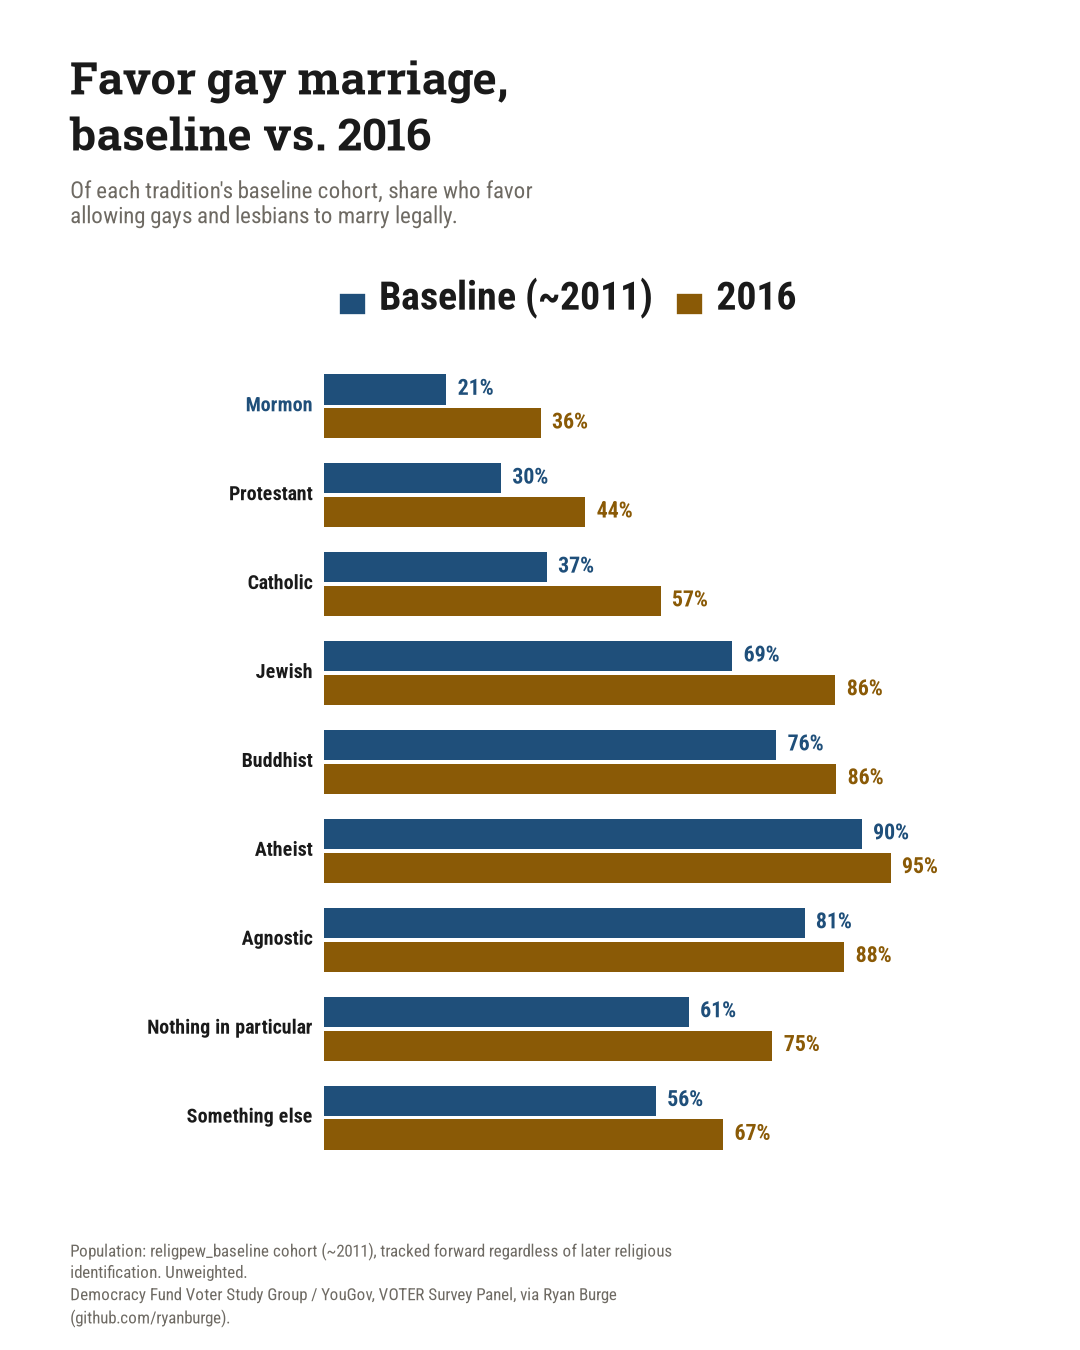 Favor gay marriage,
baseline vs. 2016
Of each tradition's baseline cohort, share who favor
allowing gays and lesbians to marry legally.
Baseline (~2011) 2016
Mormon 21%
36%
Protestant 30%
44%
Catholic 37%
57%
Jewish 69%
86%
Buddhist 76%
86%
Atheist 90%
95%
Agnostic 81%
88%
Nothing in particular 61%
75%
Something else 56%
67%
Population: religpew_baseline cohort (~2011), tracked forward regardless of later religious
identification. Unweighted.
Democracy Fund Voter Study Group / YouGov, VOTER Survey Panel, via Ryan Burge
(github.com/ryanburge).